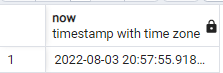 now
timestamp with time zone
1 2022-08-03 20:57:55.918...